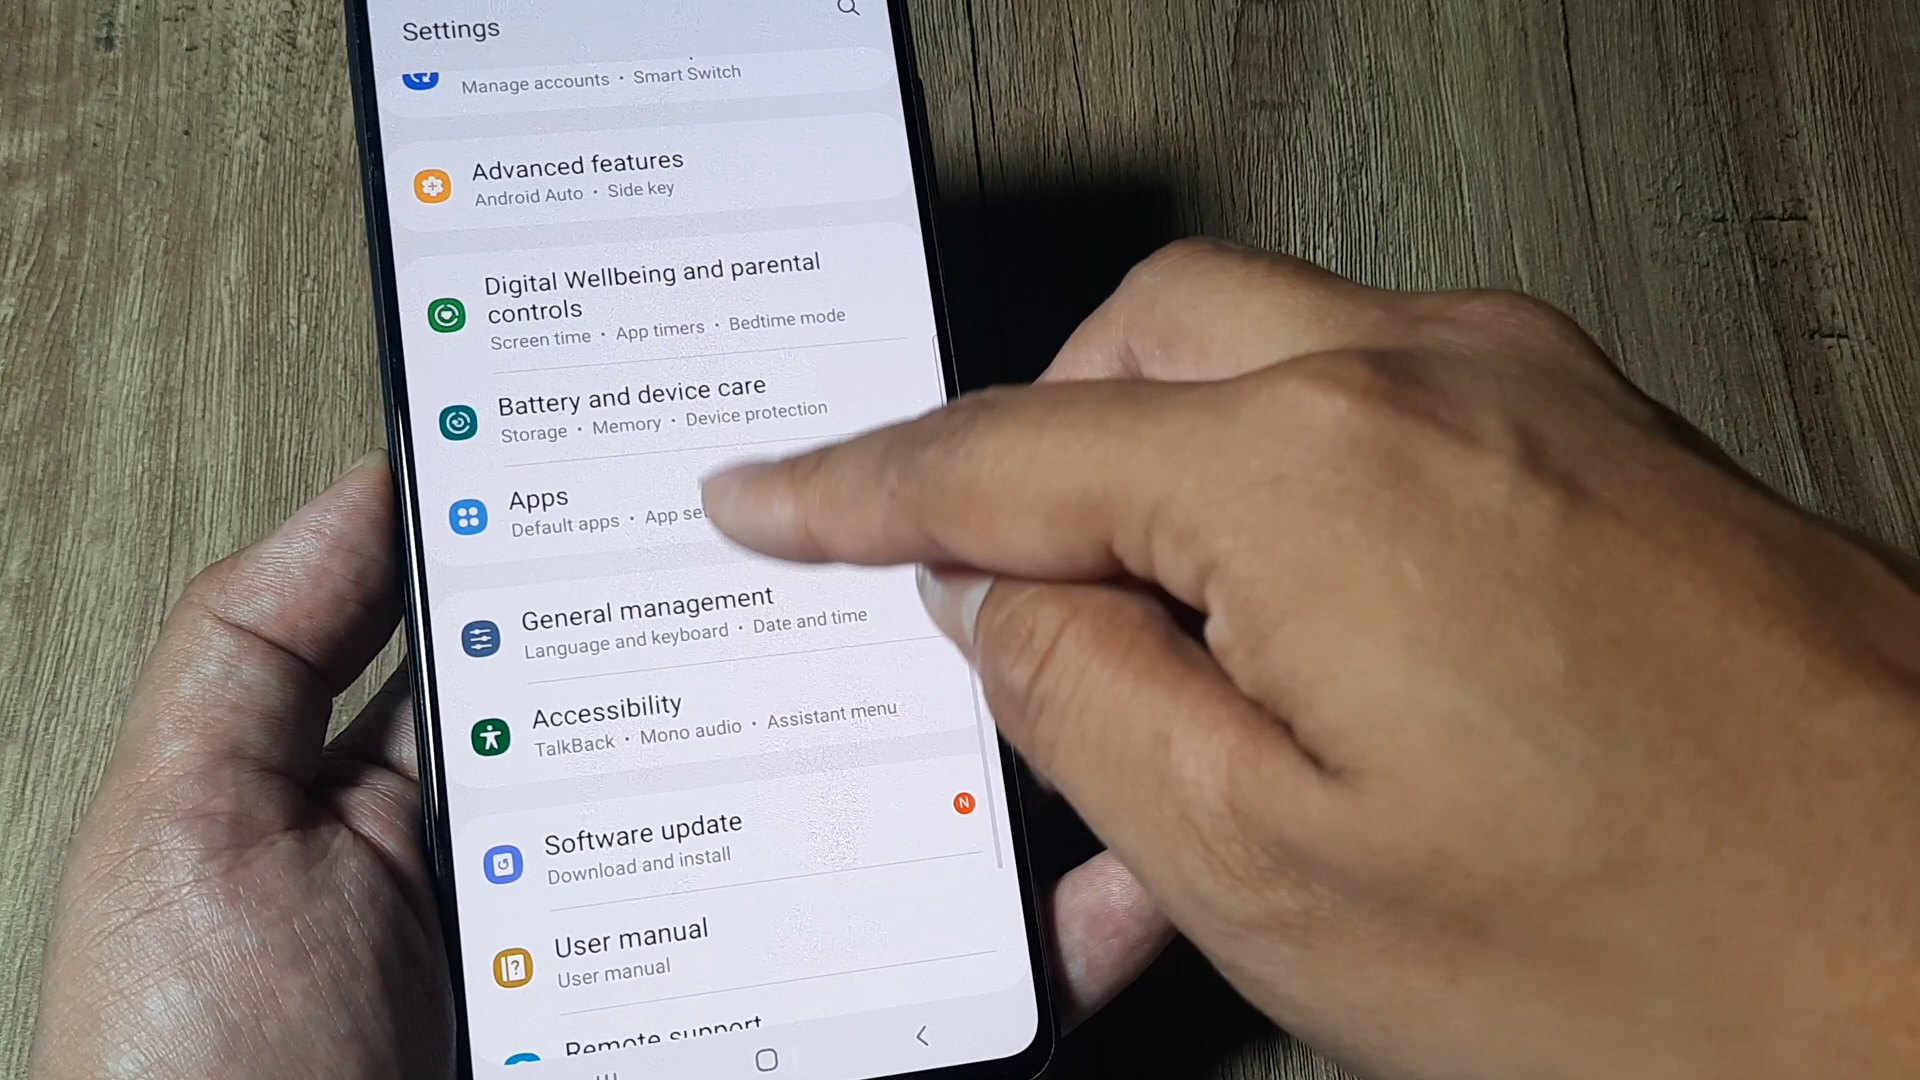 Settings
Manage accounts • Smart Switch
Advanced features
Android Auto • Side key
Digital Wellbeing and parental
controls
Screen time • App timers • Bedtime mode
Battery and device care
Storage • Memory • Device protection
Apps
Default apps • App se
General management
Language and keyboard • Date and time
Accessibility
TalkBack • Mono audio • Assistant menu
N
Software update
Download and install
User manual
User manual
Remote support